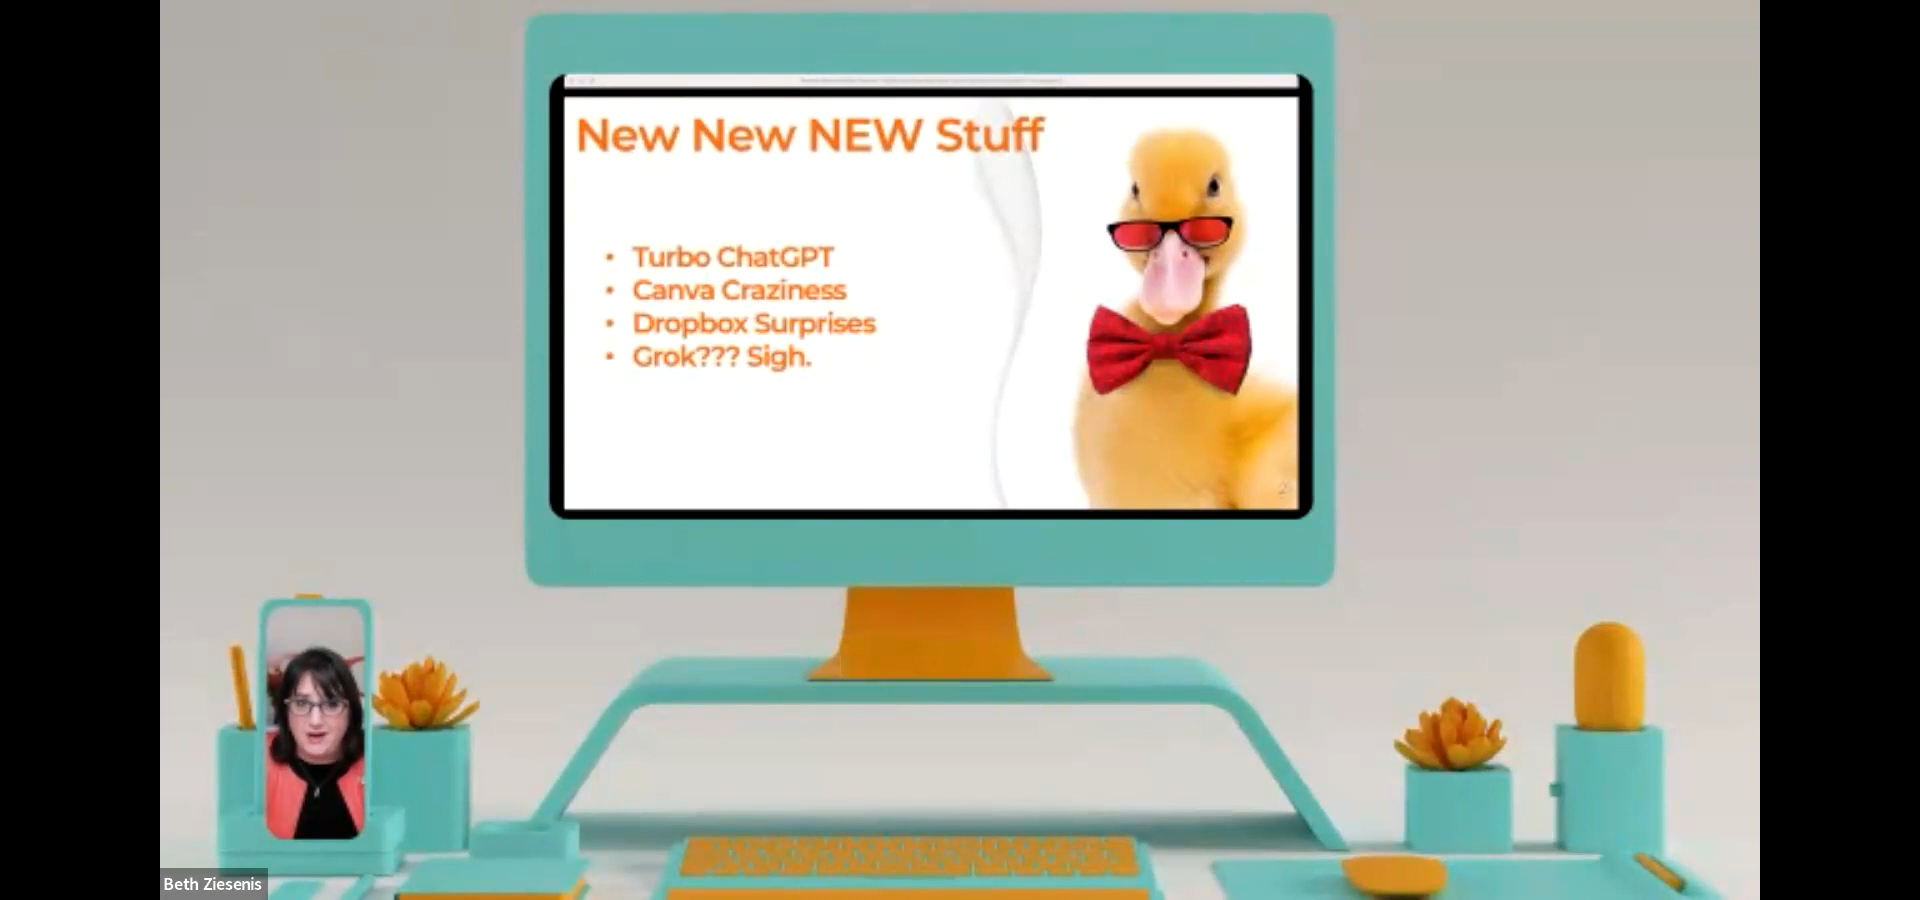 New New NEW Stuff
• Turbo ChatGPT
• Canva Craziness
• Dropbox Surprises
• Grok??? Sigh.
Beth Ziesenis